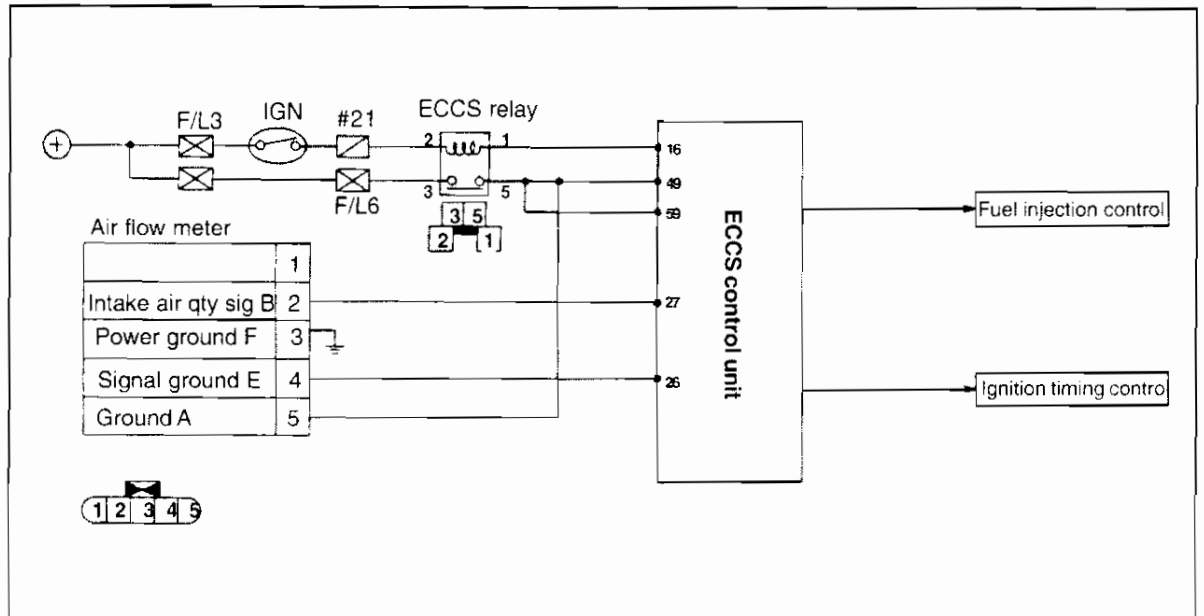 F/L3 IGN #21 ECCS relay
2 1
3 5
F/L6
3 5
2 1
16
49
59
27
26
ECCS control unit
Fuel injection control
Ignition timing contro
Air flow meter
1
Intake air qty sig B 2
Power ground F 3
Signal ground E 4
Ground A 5
1 2 3 4 5